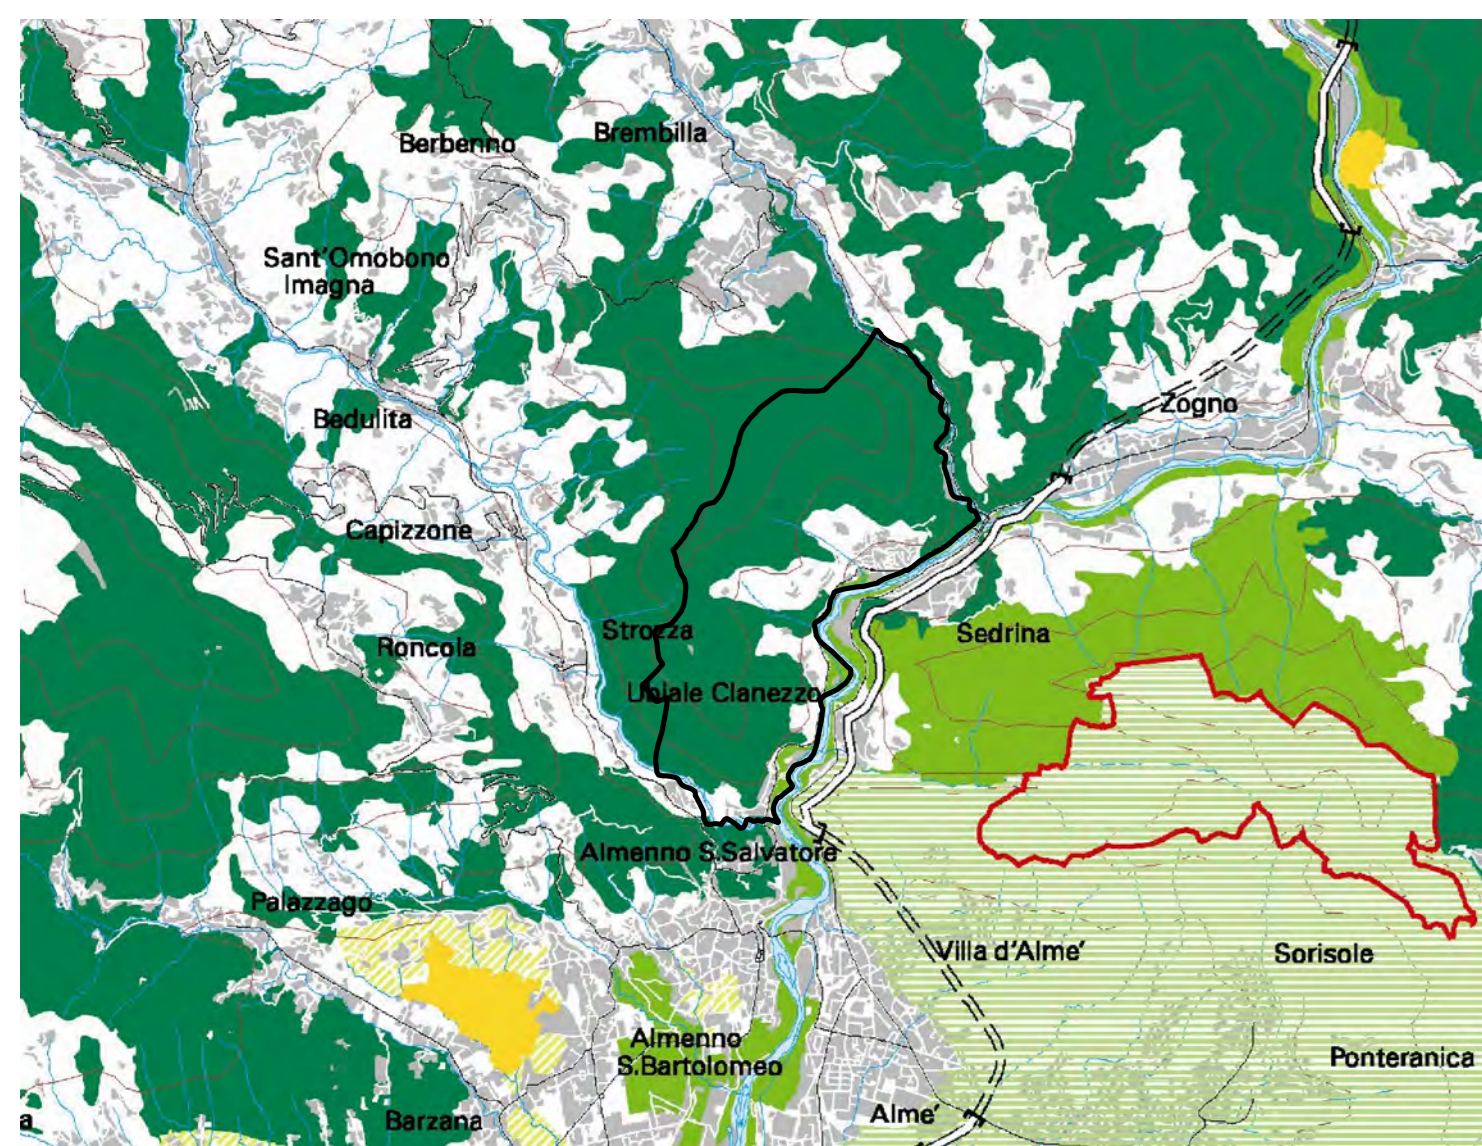 Brembilla
Berbenno
Sant'Omobono
Imagna
Zogno
Bedulita
Capizzone
Strozza
Sedrina
Roncola
Ubiale Clanezzo
Almenno S.Salvatore
Palazzago
Villa d'Alme'
Sorisole
Almenno
S.Bartolomeo
Ponteranica
Alme'
Barzana
a